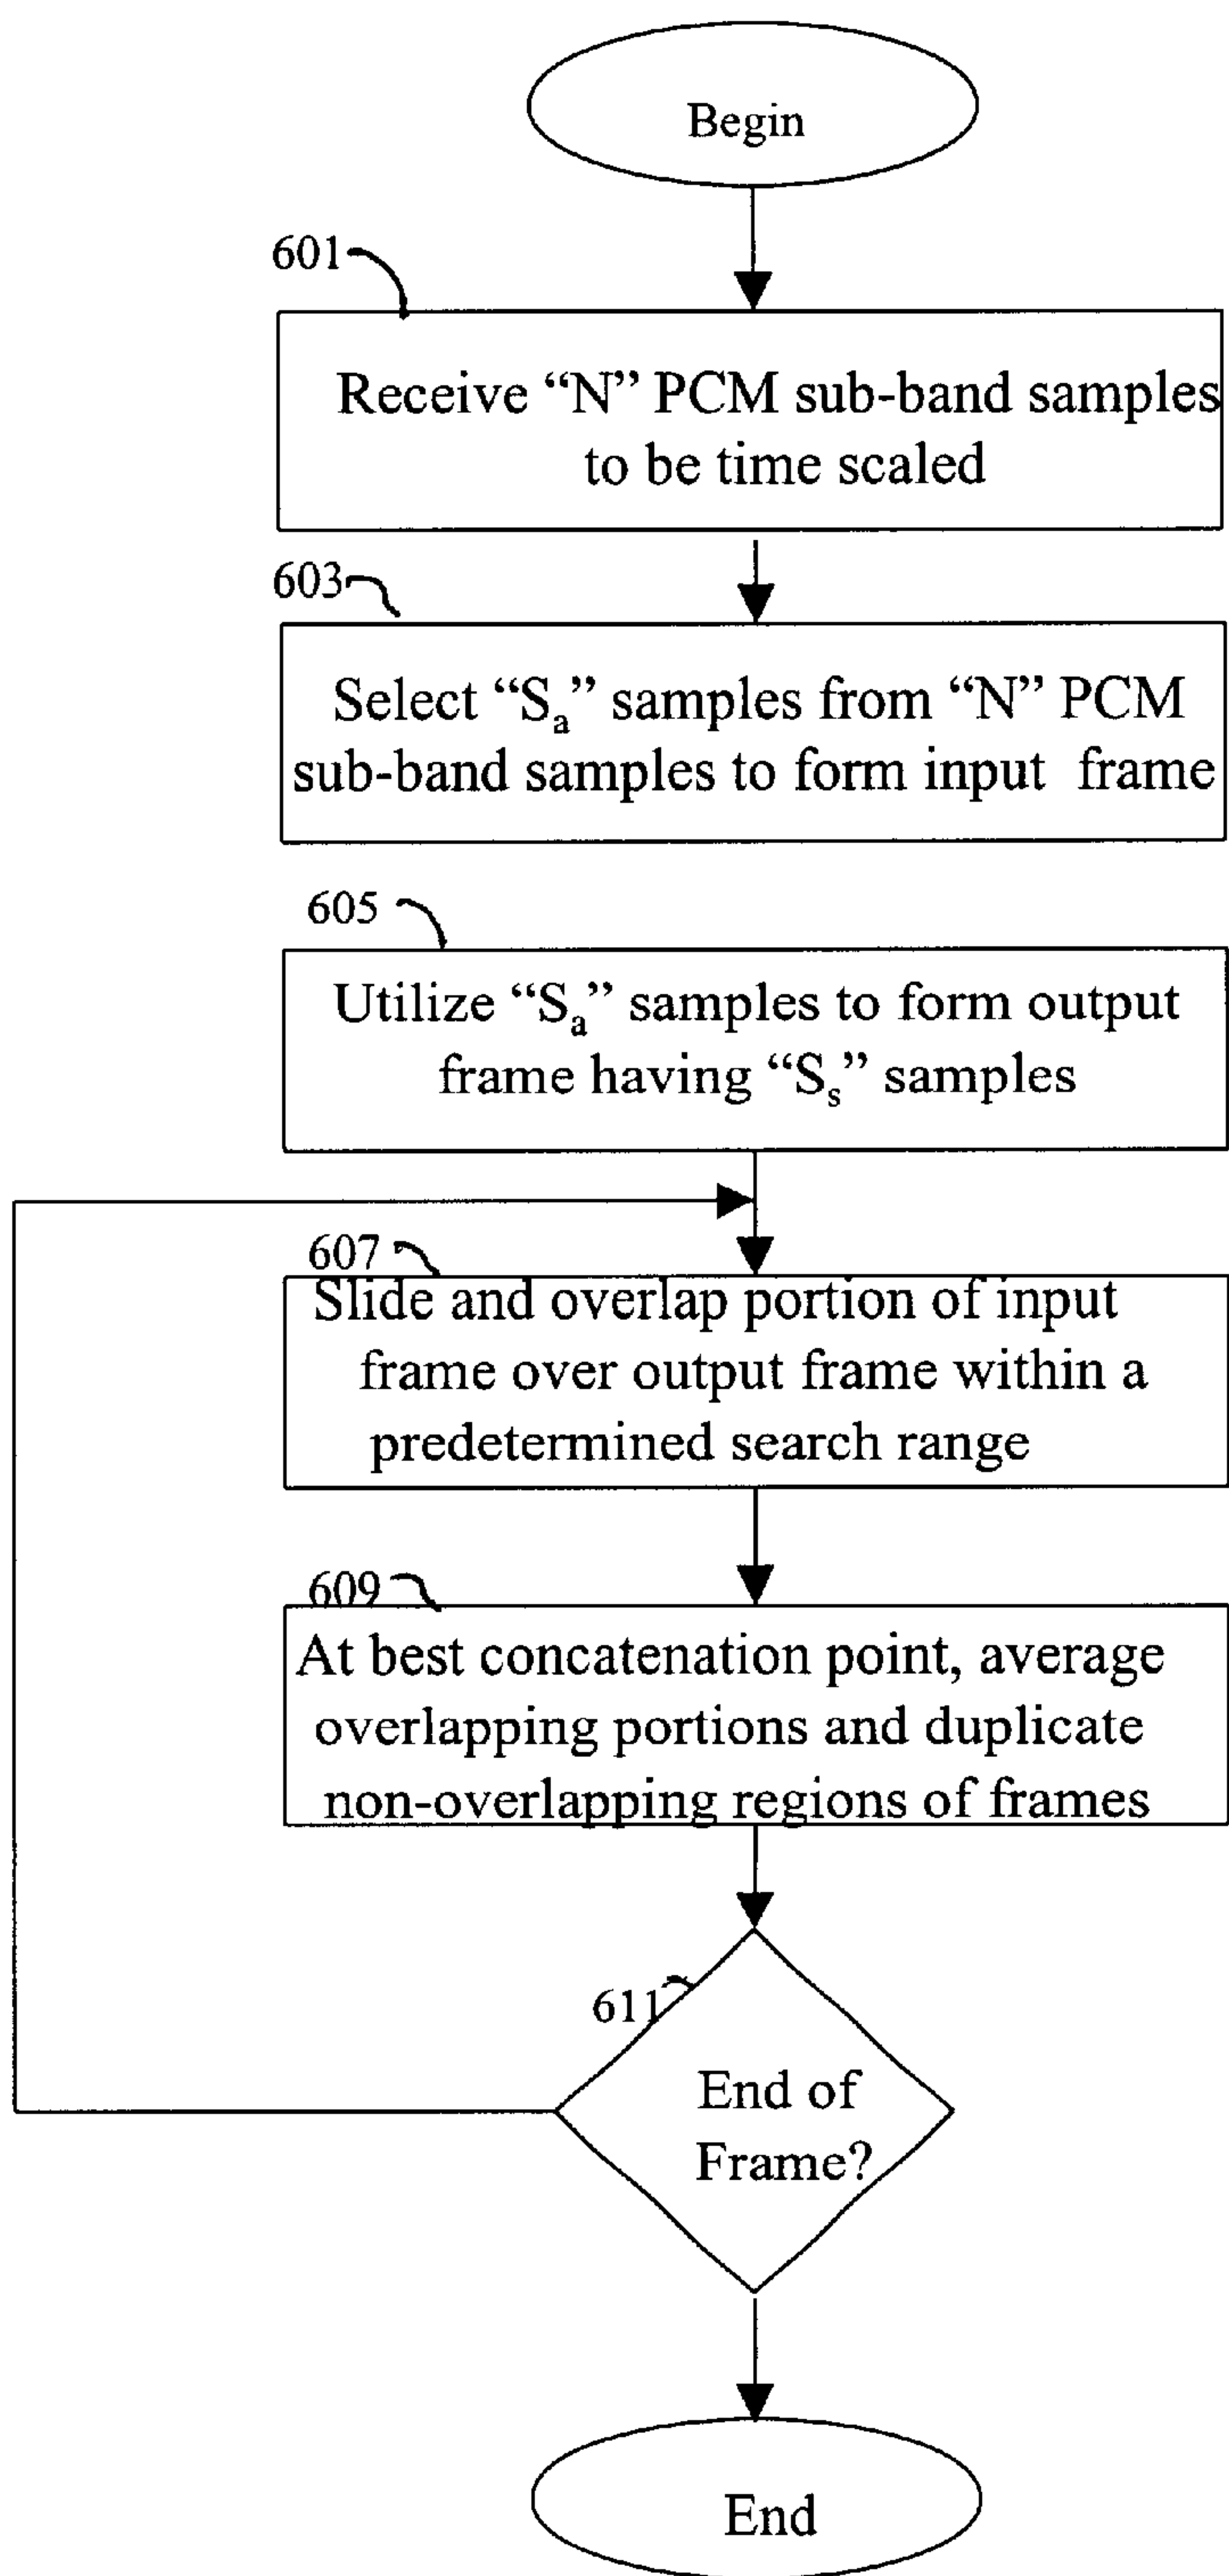 Begin
601
Receive “N” PCM sub-band samples
to be time scaled
603
Select “Sa” samples from “N” PCM
sub-band samples to form input frame
605
Utilize “Sa” samples to form output
frame having “Ss” samples
607
Slide and overlap portion of input
frame over output frame within a
predetermined search range
609
At best concatenation point, average
overlapping portions and duplicate
non-overlapping regions of frames
611
End of
Frame?
End